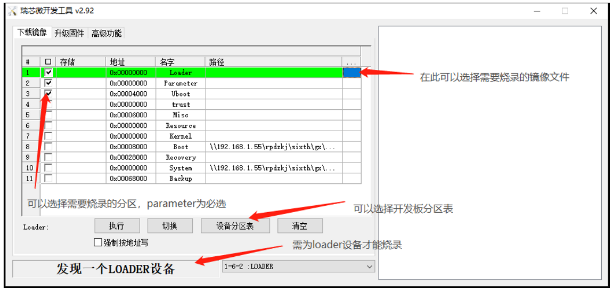 瑞芯微开发工具 v2.92
下载镜像 升级固件 高级功能
# 存储 地址 名字 路径 ...
1 0x00000000 Loader
2 0x00000000 Parameter
3 0x00004000 Uboot
4 0x00000000 trust
5 0x00006000 Misc
6 0x00000000 Resource
7 0x00000000 Kernel
8 0x00008000 Boot \\192.168.1.55\rpdzkj\sixth\gx\...
9 0x00020000 Recovery
10 0x00000000 System \\192.168.1.55\rpdzkj\sixth\gx\...
11 0x00068000 Backup
在此可以选择需要烧录的镜像文件
可以选择需要烧录的分区，parameter为必选
可以选择开发板分区表
Loader: 执行 切换 设备分区表 清空
强制按地址写
需为loader设备才能烧录
发现一个LOADER设备 1-6-2 :LOADER